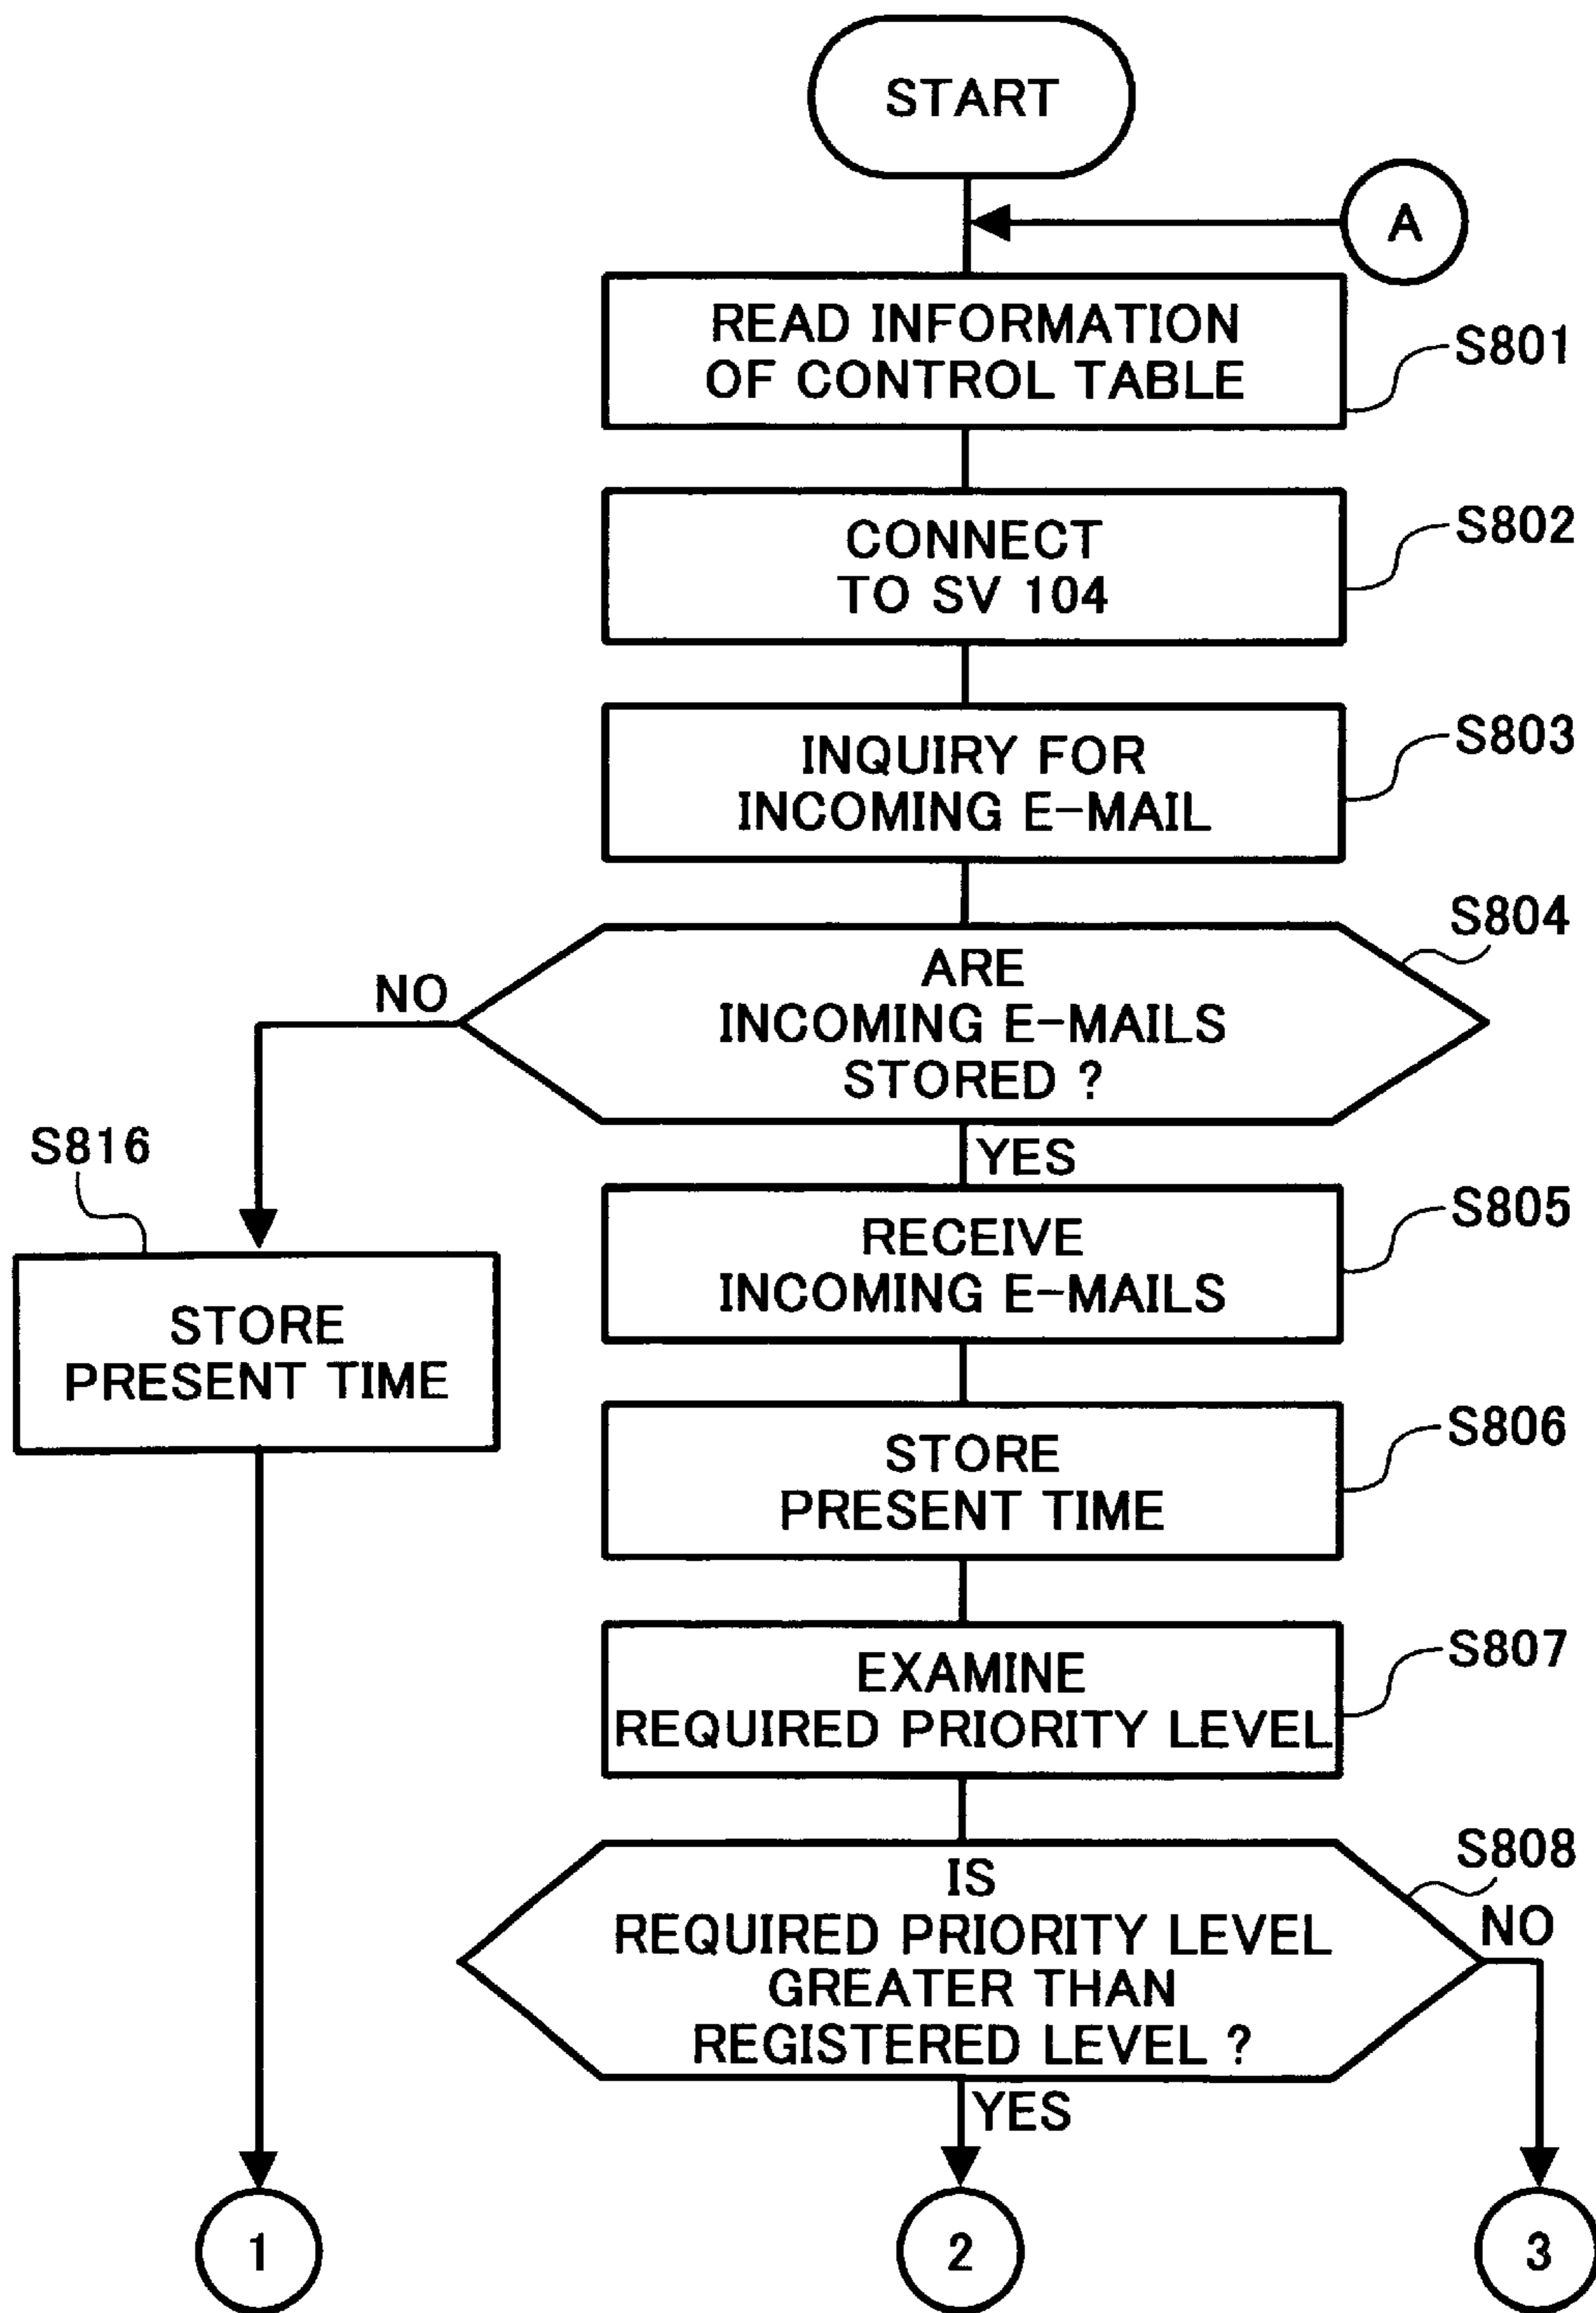 START
A
READ INFORMATION
OF CONTROL TABLE
S801
CONNECT
TO SV 104
S802
INQUIRY FOR
INCOMING E-MAIL
S803
ARE
INCOMING E-MAILS
STORED ?
S804
NO
YES
S816
STORE
PRESENT TIME
RECEIVE
INCOMING E-MAILS
S805
STORE
PRESENT TIME
S806
EXAMINE
REQUIRED PRIORITY LEVEL
S807
IS
REQUIRED PRIORITY LEVEL
GREATER THAN
REGISTERED LEVEL ?
S808
NO
YES
1
2
3